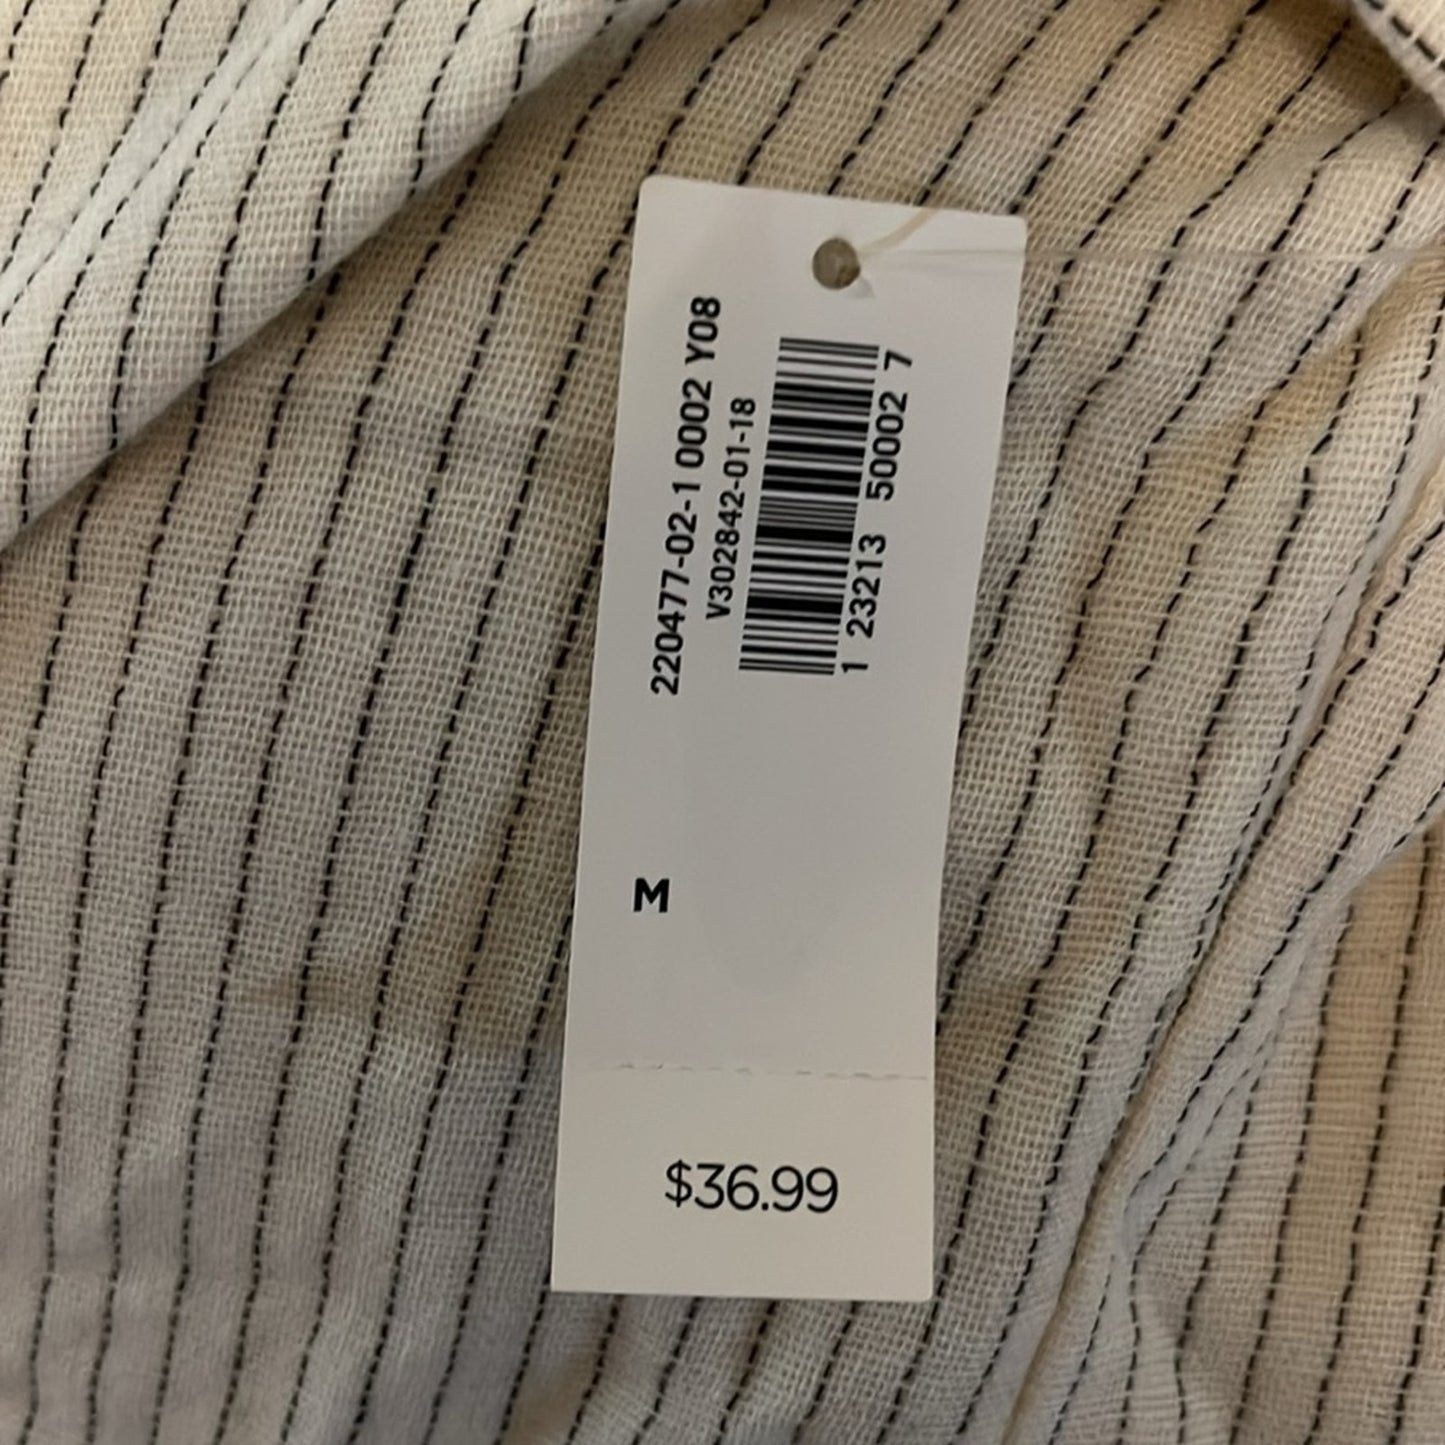 220477-02-1 0002 Y08
V302842-01-18
1 23213 50002 7
M
$36.99